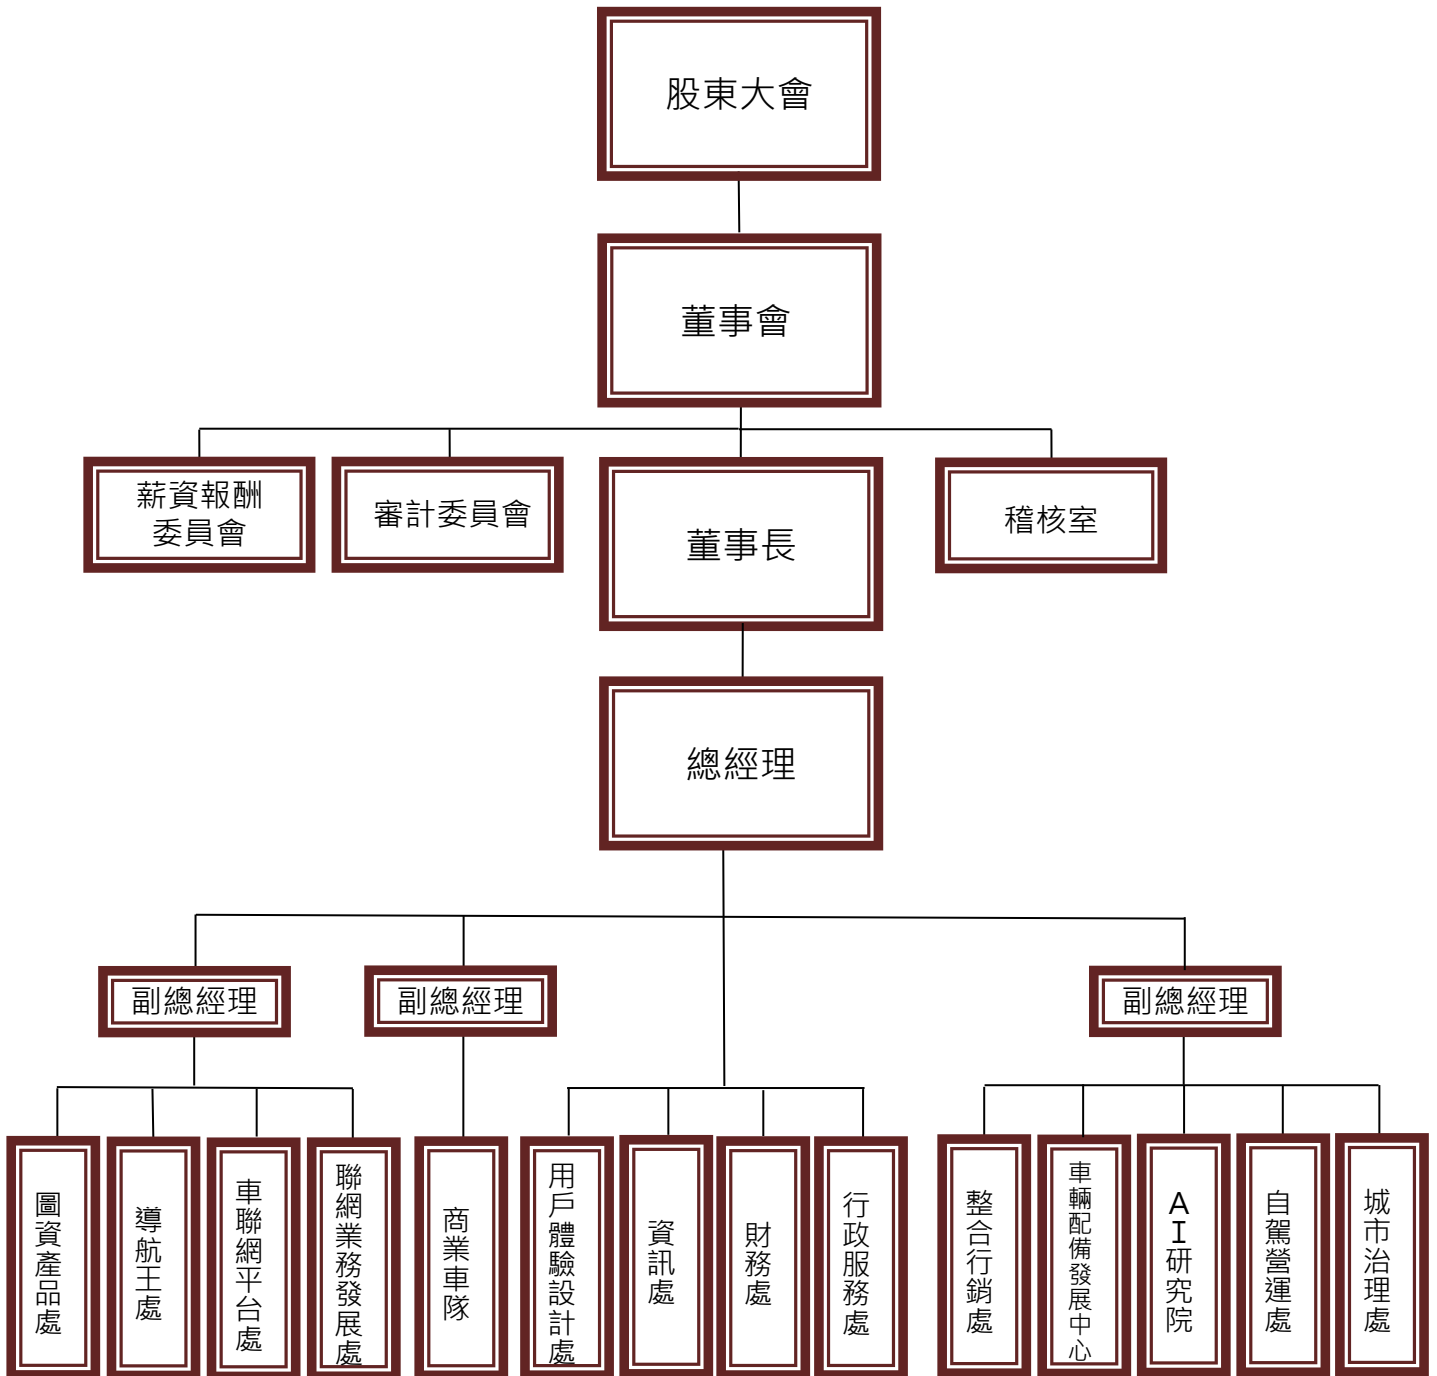 股東大會
董事會
薪資報酬
委員會
審計委員會
董事長
稽核室
總經理
副總經理
副總經理
副總經理
圖資產品處
導航王處
車聯網平台處
聯網業務發展處
商業車隊
用戶體驗設計處
資訊處
財務處
行政服務處
整合行銷處
車輛配備發展中心
AI研究院
自駕營運處
城市治理處